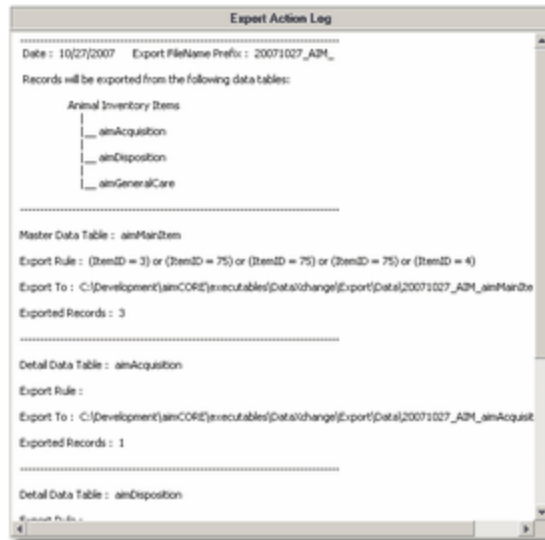 Export Action Log
--------------------------------------------------------------------------------
Date : 10/27/2007 Export FileName Prefix : 20071027_AIM_
Records will be exported from the following data tables:
Animal Inventory Items
|
|__ aimAcquisition
|
|__ aimDisposition
|
|__ aimGeneralCare
--------------------------------------------------------------------------------
Master Data Table : aimMainItem
Export Rule : (ItemID = 3) or (ItemID = 75) or (ItemID = 75) or (ItemID = 75) or (ItemID = 4)
Export To : C:\Development\aimCORE\executables\DataXchange\Export\Data\20071027_AIM_aimMainIte
Exported Records : 3
--------------------------------------------------------------------------------
Detail Data Table : aimAcquisition
Export Rule :
Export To : C:\Development\aimCORE\executables\DataXchange\Export\Data\20071027_AIM_aimAcquisit
Exported Records : 1
--------------------------------------------------------------------------------
Detail Data Table : aimDisposition
Export Rule :